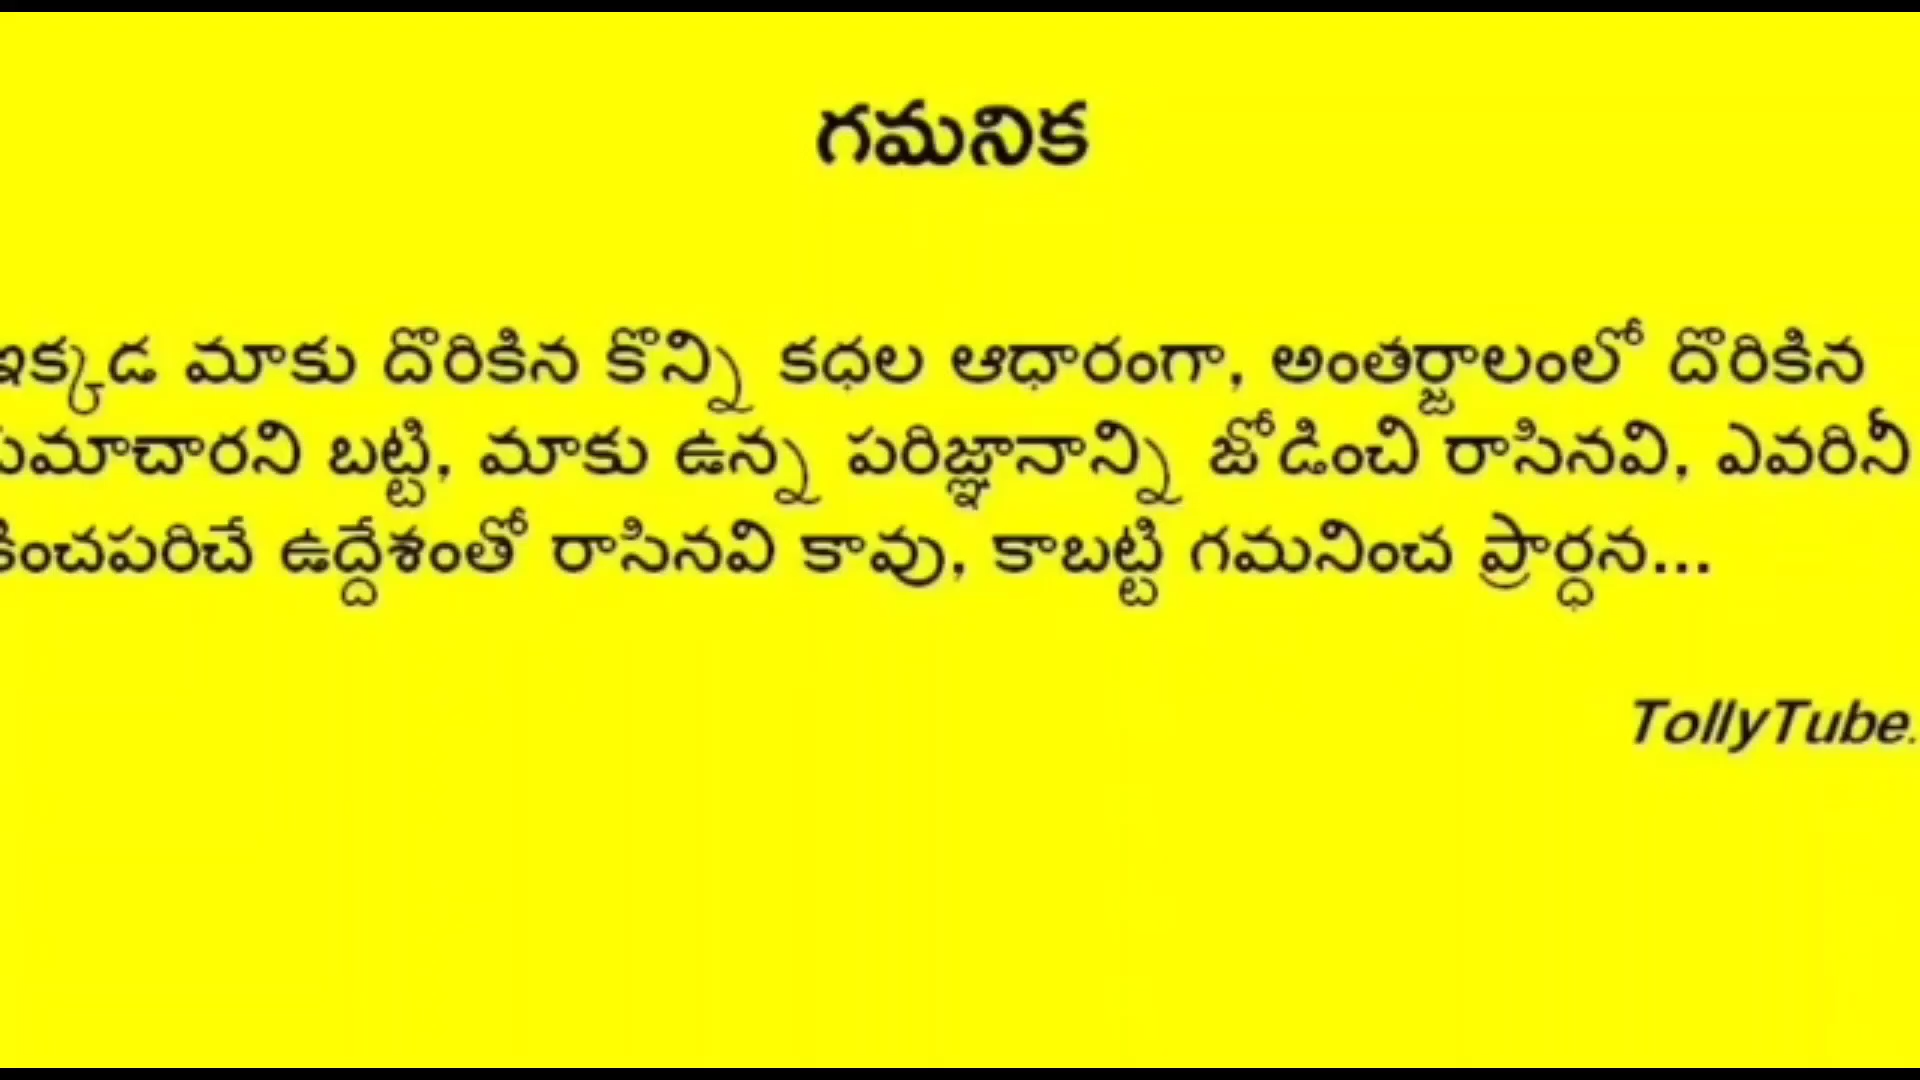 గమనిక
ఇక్కడ మాకు దొరికిన కొన్ని కధల ఆధారంగా, అంతర్జాలంలో దొరికిన
సమాచారని బట్టి, మాకు ఉన్న పరిజ్ఞానాన్ని జోడించి రాసినవి, ఎవరినీ
కించపరిచే ఉద్దేశంతో రాసినవి కావు, కాబట్టి గమనించ ప్రార్ధన...
TollyTube.